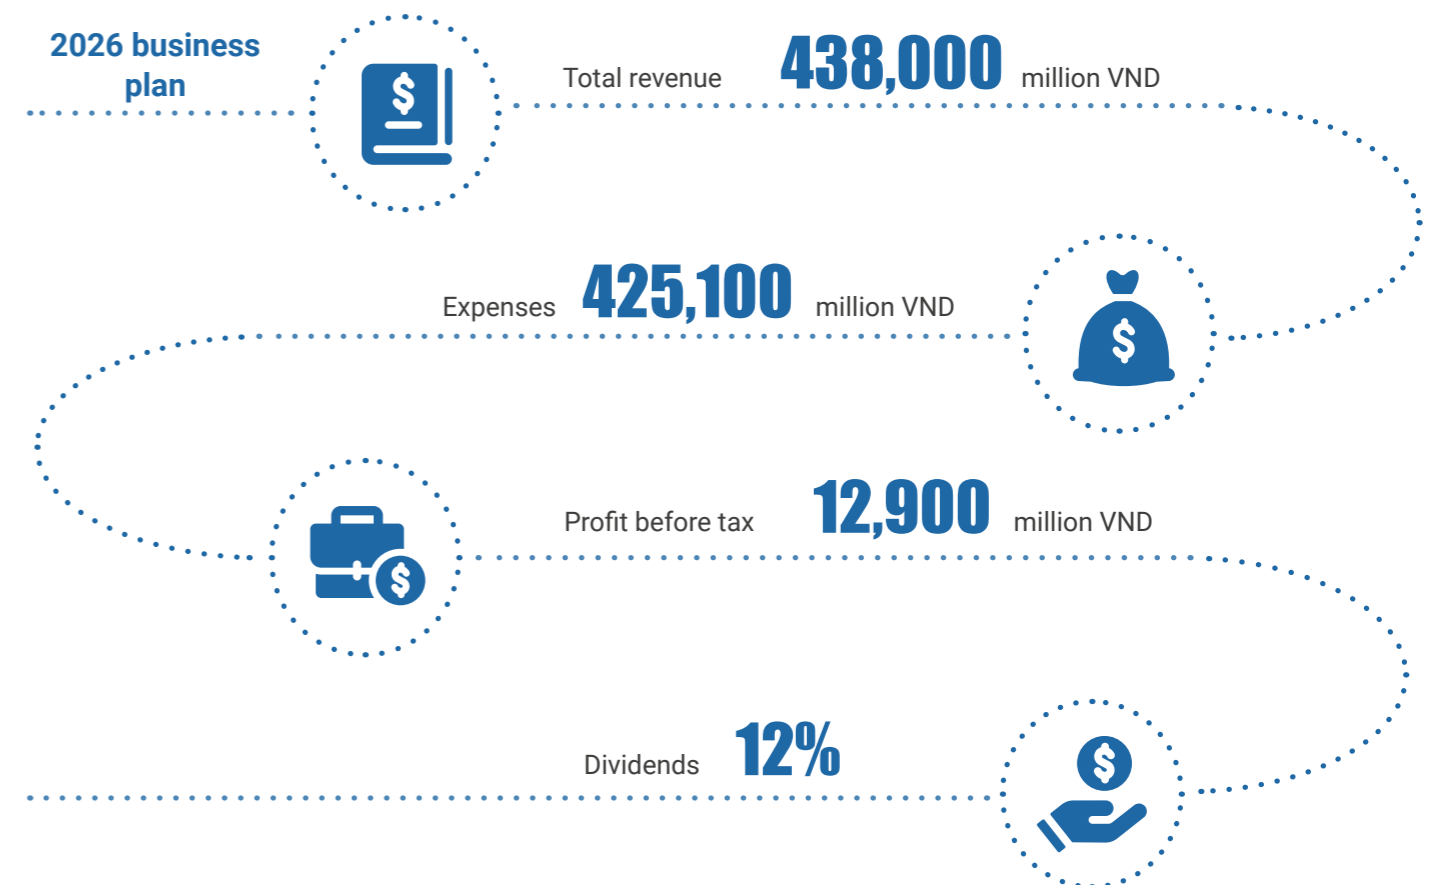 2026 business
plan
$
Total revenue 438,000 million VND
Expenses 425,100 million VND
$
Profit before tax 12,900 million VND
$
Dividends 12%
$